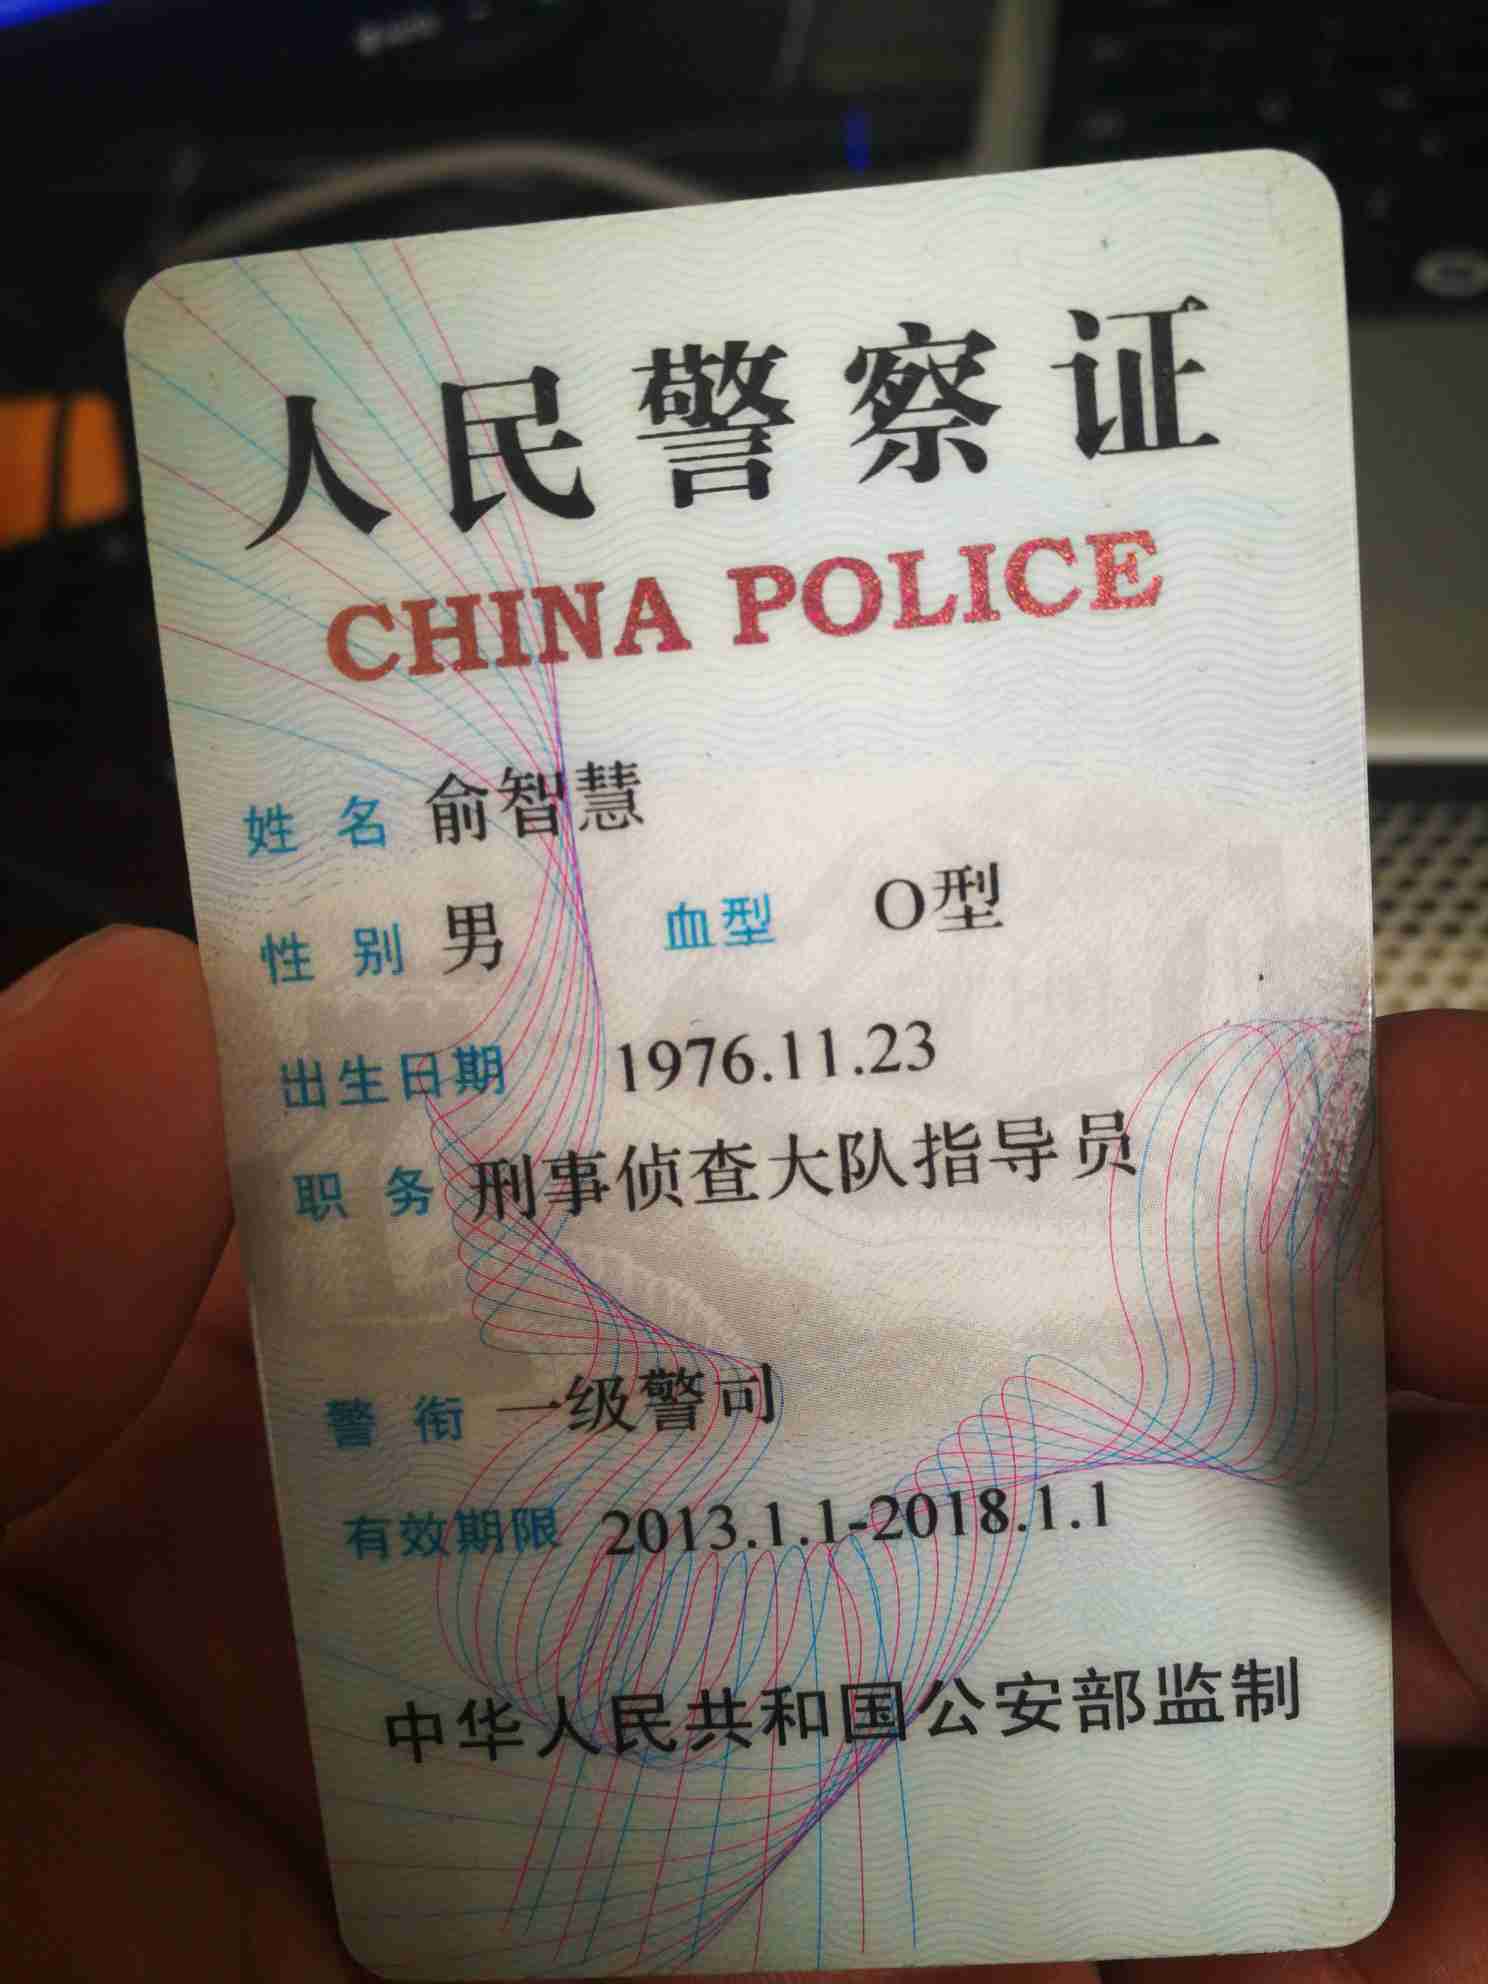 人民警察证
CHINA POLICE
姓 名 俞智慧
性 别 男 血型 O型
出生日期 1976.11.23
职 务 刑事侦查大队指导员
警 衔 一级警司
有效期限 2013.1.1-2018.1.1
中华人民共和国公安部监制